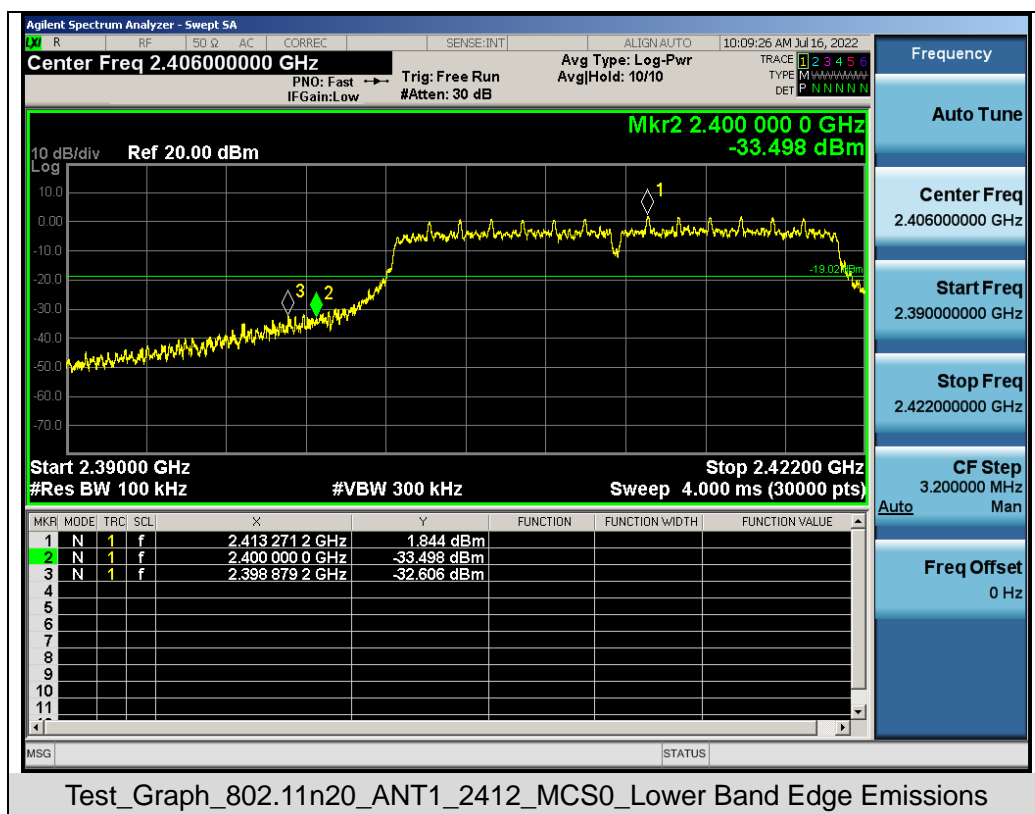 Agilent Spectrum Analyzer - Swept SA
LXI R RF 50 Ω AC CORREC SENSE:INT ALIGN AUTO 10:09:26 AM Jul 16, 2022
Center Freq 2.406000000 GHz
PNO: Fast
IFGain:Low
Trig: Free Run
#Atten: 30 dB
Avg Type: Log-Pwr
Avg|Hold: 10/10
TRACE 1 2 3 4 5 6
TYPE M
DET P N N N N N
Mkr2 2.400 000 0 GHz
-33.498 dBm
10 dB/div Ref 20.00 dBm
Log
10.0
0.00
-10.0
-20.0
-30.0
-40.0
-50.0
-60.0
-70.0
1
-19.02 dBm
3
2
Start 2.39000 GHz Stop 2.42200 GHz
#Res BW 100 kHz #VBW 300 kHz Sweep 4.000 ms (30000 pts)
MKR MODE TRC SCL X Y FUNCTION FUNCTION WIDTH FUNCTION VALUE
1 N 1 f 2.413 271 2 GHz 1.844 dBm
2 N 1 f 2.400 000 0 GHz -33.498 dBm
3 N 1 f 2.398 879 2 GHz -32.606 dBm
4
5
6
7
8
9
10
11
MSG STATUS
Frequency
Auto Tune
Center Freq
2.406000000 GHz
Start Freq
2.390000000 GHz
Stop Freq
2.422000000 GHz
CF Step
3.200000 MHz
Auto Man
Freq Offset
0 Hz
Test_Graph_802.11n20_ANT1_2412_MCS0_Lower Band Edge Emissions